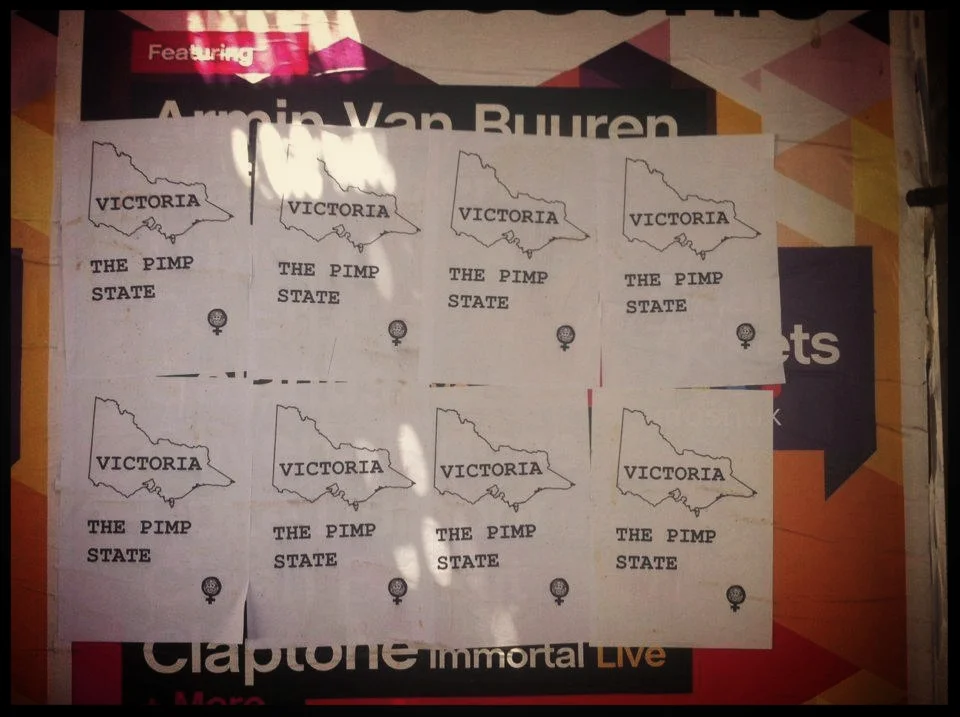 Featuring
Armin Van Buuren
VICTORIA
THE PIMP
STATE
VICTORIA
THE PIMP
STATE
VICTORIA
THE PIMP
STATE
VICTORIA
THE PIMP
STATE
ets
VICTORIA
THE PIMP
STATE
VICTORIA
THE PIMP
STATE
VICTORIA
THE PIMP
STATE
VICTORIA
THE PIMP
STATE
Claptone Immortal Live
+ More